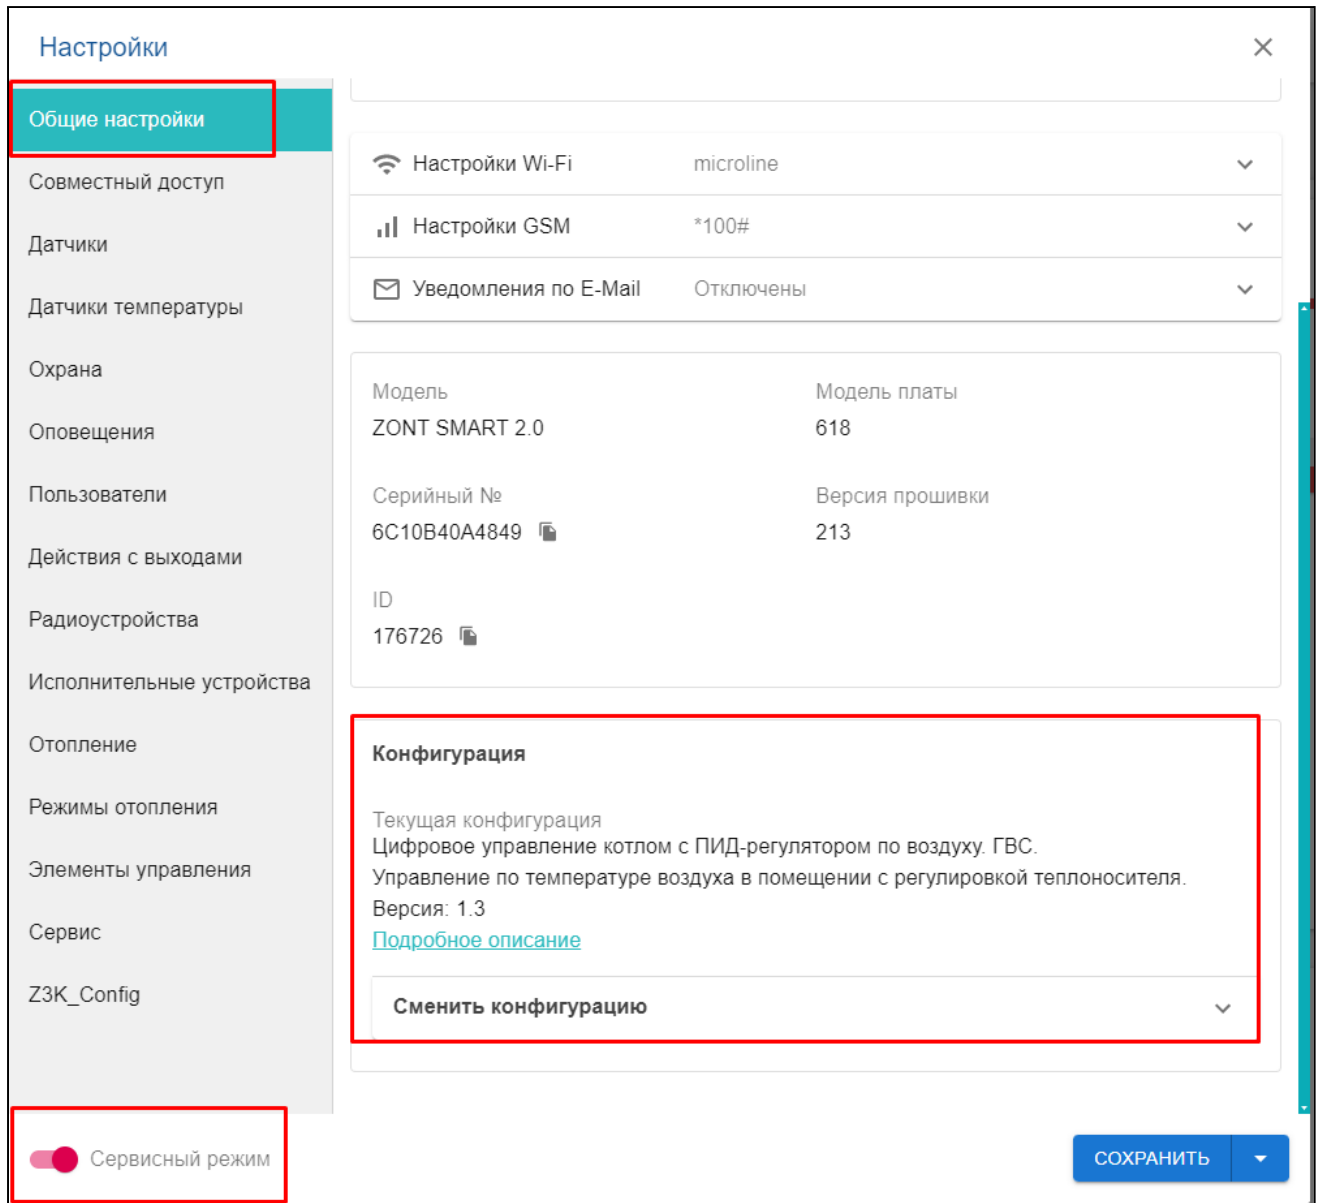 Настройки
Общие настройки
Совместный доступ
Датчики
Датчики температуры
Охрана
Оповещения
Пользователи
Действия с выходами
Радиоустройства
Исполнительные устройства
Отопление
Режимы отопления
Элементы управления
Сервис
Z3K_Config
Сервисный режим
Настройки Wi-Fi microline
Настройки GSM *100#
Уведомления по E-Mail Отключены
Модель Модель платы
ZONT SMART 2.0 618
Серийный № Версия прошивки
6C10B40A4849 213
ID
176726
Конфигурация
Текущая конфигурация
Цифровое управление котлом с ПИД-регулятором по воздуху. ГВС.
Управление по температуре воздуха в помещении с регулировкой теплоносителя.
Версия: 1.3
Подробное описание
Сменить конфигурацию
СОХРАНИТЬ